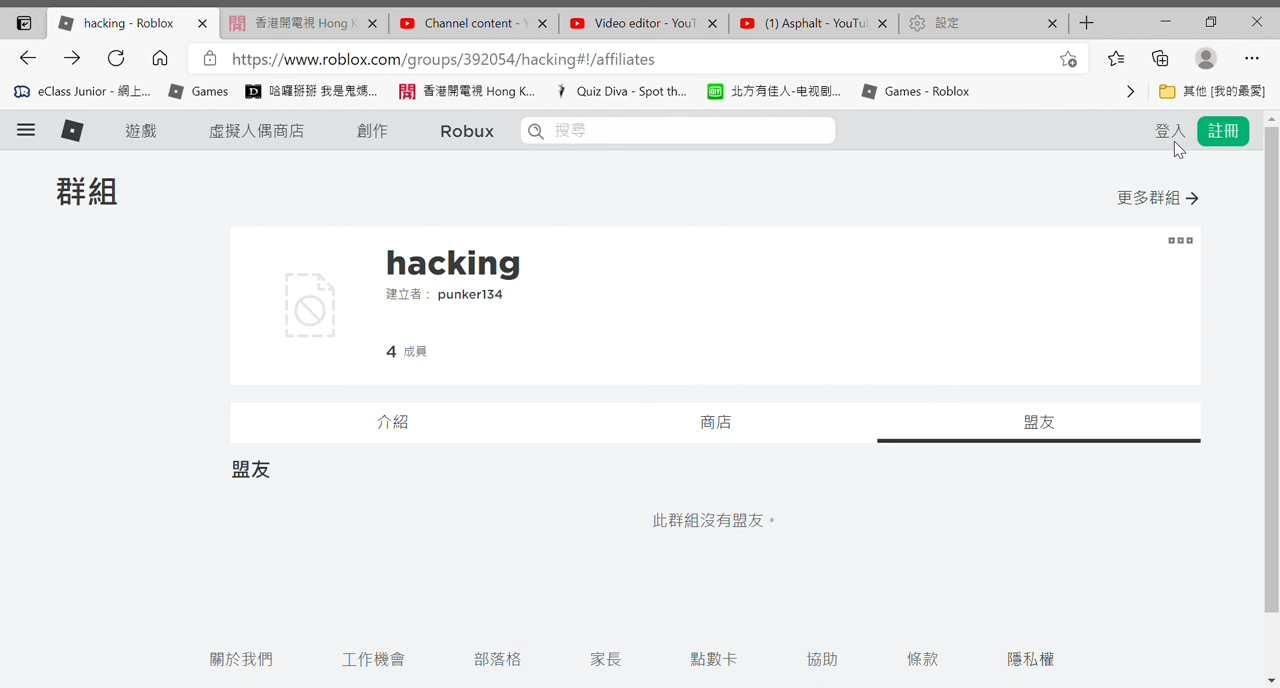 hacking - Roblox
香港開電視 Hong K
Channel content - Y
Video editor - YouT
(1) Asphalt - YouTu
設定
https://www.roblox.com/groups/392054/hacking#!/affiliates
eClass Junior - 網上...
Games
哈囉掰掰 我是鬼媽...
香港開電視 Hong K...
Quiz Diva - Spot th...
北方有佳人-电视剧...
Games - Roblox
其他 [我的最愛]
遊戲
虛擬人偶商店
創作
Robux
搜尋
登入
註冊
群組
更多群組
hacking
建立者： punker134
4 成員
介紹
商店
盟友
盟友
此群組沒有盟友。
關於我們
工作機會
部落格
家長
點數卡
協助
條款
隱私權